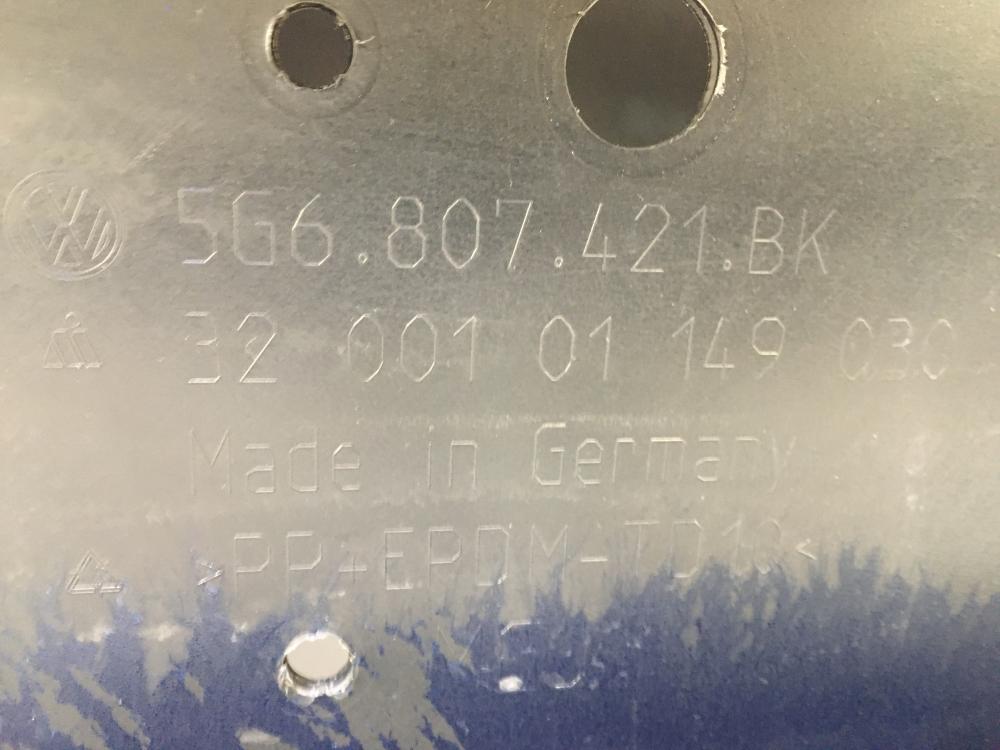 5G6.807.421.BK
32 001 01 149 030
Made in Germany
>PP+EPDM-TD10<